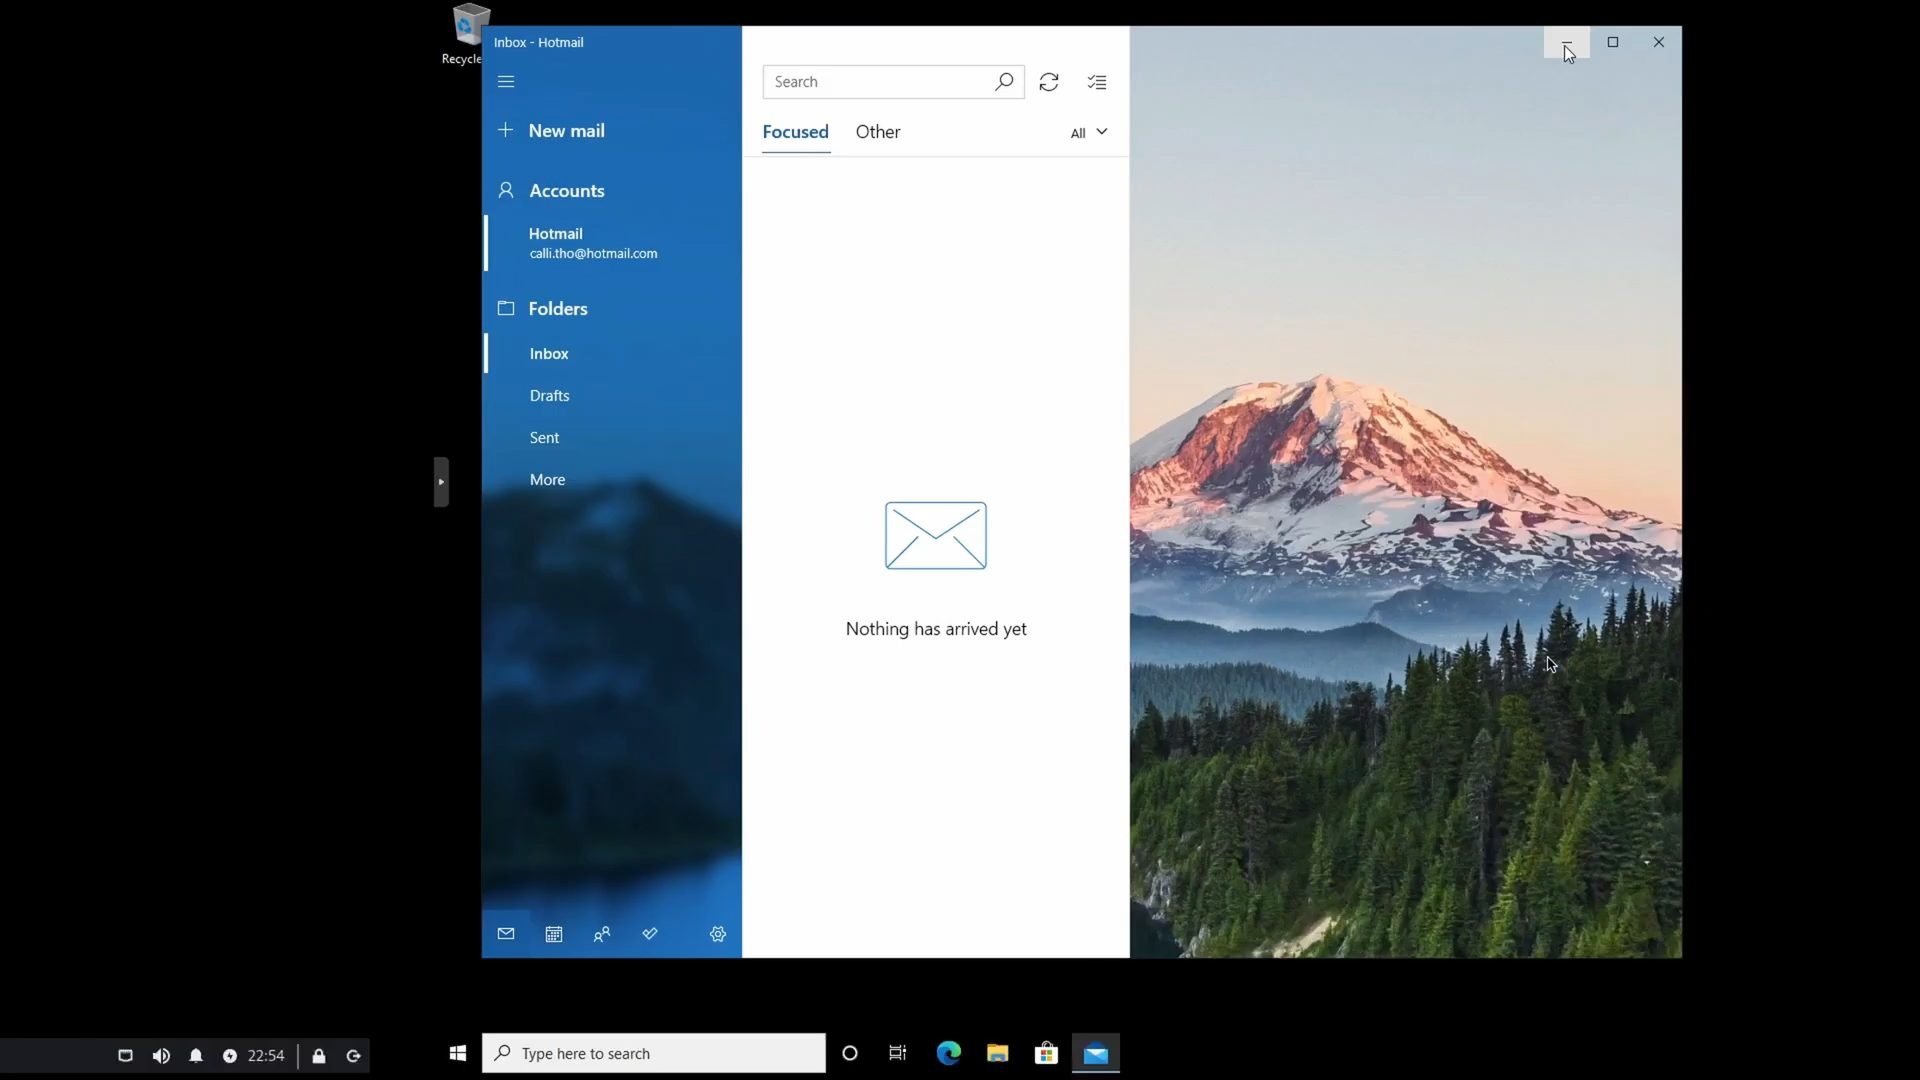 Recycle
Inbox - Hotmail
Search
New mail
Focused
Other
All
Accounts
Hotmail
calli.tho@hotmail.com
Folders
Inbox
Drafts
Sent
More
Nothing has arrived yet
22:54
Type here to search